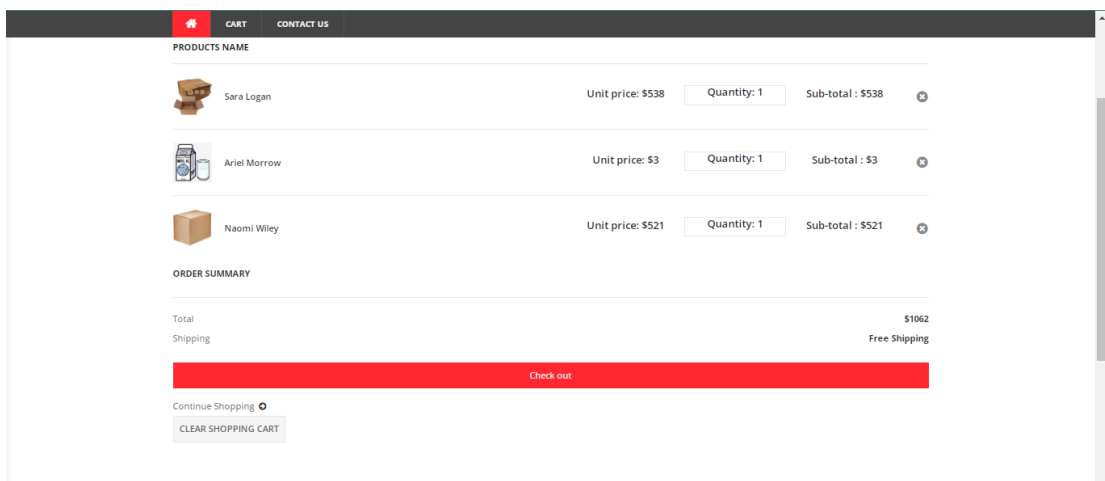 CART CONTACT US
PRODUCTS NAME
Sara Logan Unit price: $538 Quantity: 1 Sub-total : $538
Ariel Morrow Unit price: $3 Quantity: 1 Sub-total : $3
Naomi Wiley Unit price: $521 Quantity: 1 Sub-total : $521
ORDER SUMMARY
Total $1062
Shipping Free Shipping
Check out
Continue Shopping
CLEAR SHOPPING CART